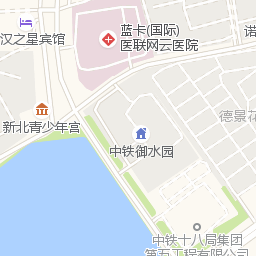 蓝卡(国际)
医联网云医院
诺
汉之星宾馆
德景花
新北青少年宫
中铁御水园
中铁十八局集团
第五工程有限公司